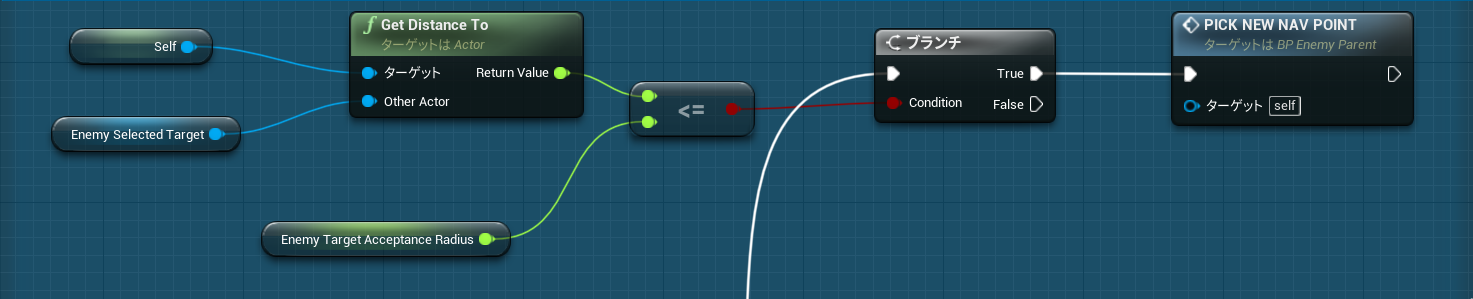 Self
Enemy Selected Target
Get Distance To
ターゲットは Actor
ターゲット
Return Value
Other Actor
Enemy Target Acceptance Radius
<=
ブランチ
True
Condition
False
PICK NEW NAV POINT
ターゲットは BP Enemy Parent
ターゲット self